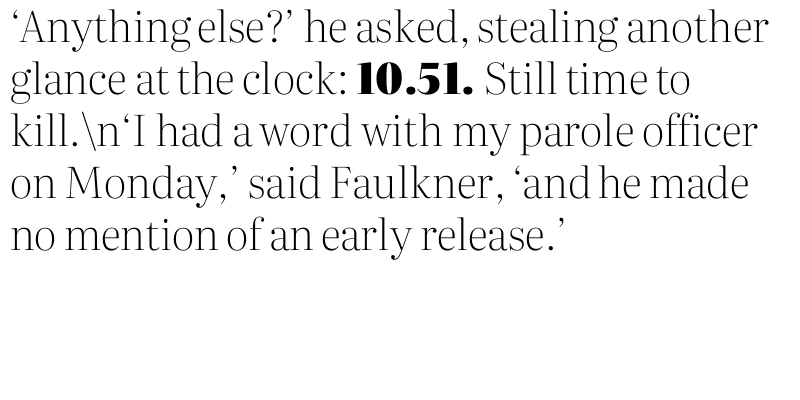 ‘Anything else?’ he asked, stealing another
glance at the clock: 10.51. Still time to
kill.\n‘I had a word with my parole officer
on Monday,’ said Faulkner, ‘and he made
no mention of an early release.’